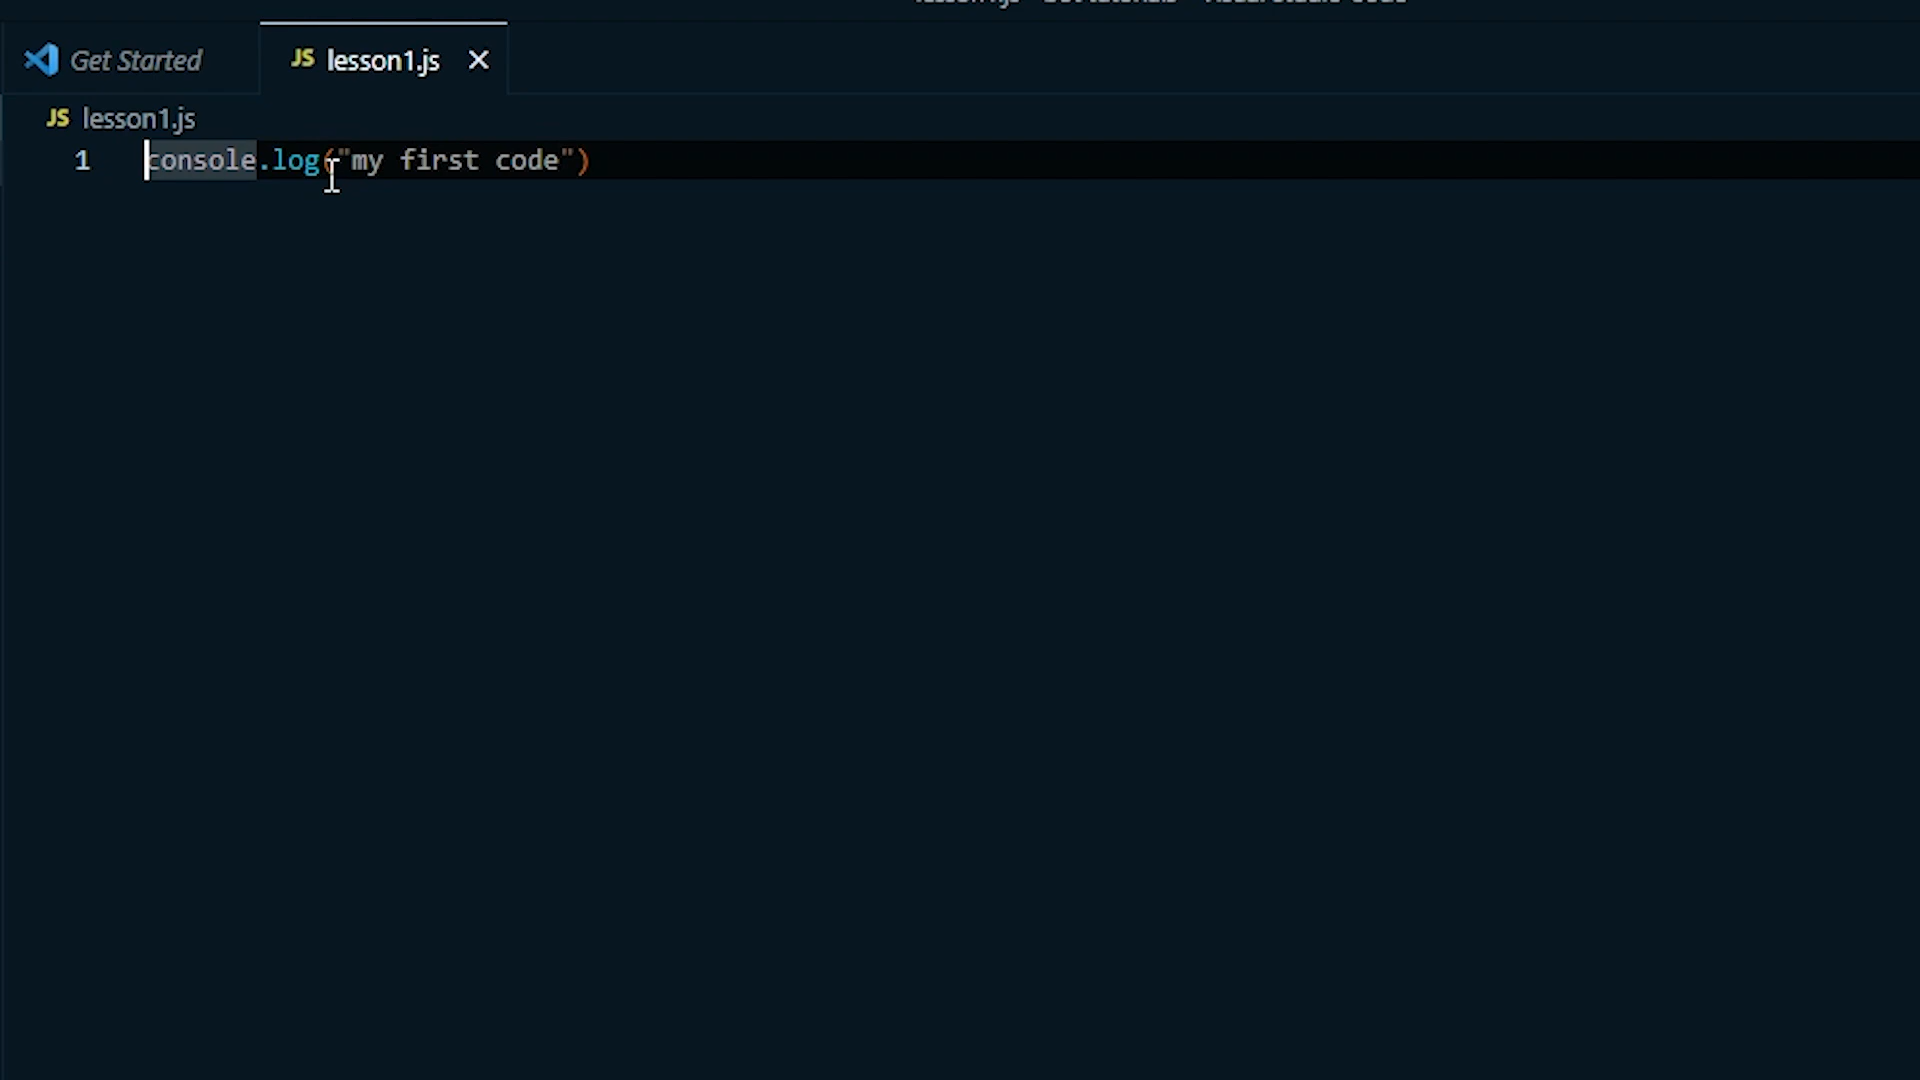 Get Started
JS lesson1.js
JS lesson1.js
1 console.log("my first code")